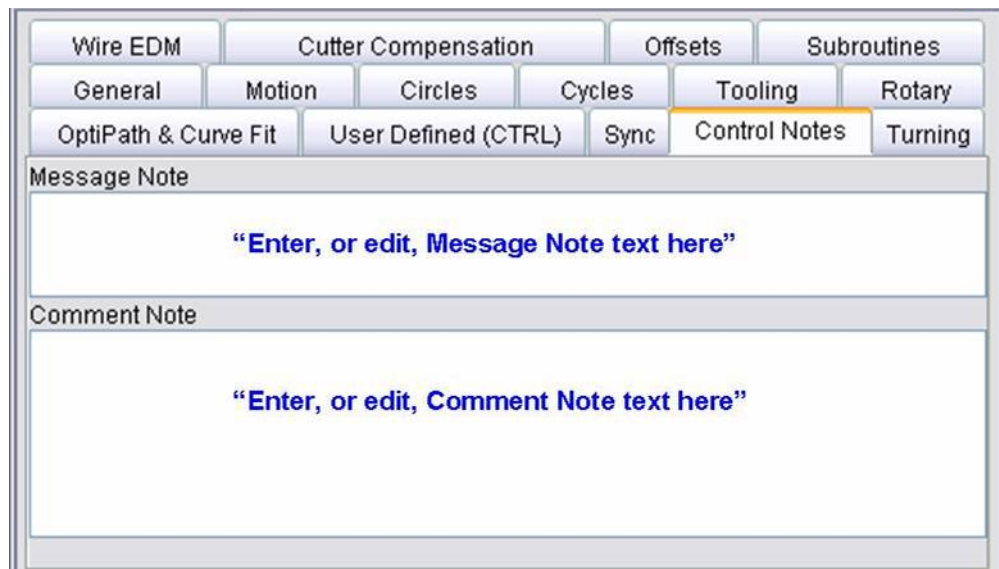 Wire EDM Cutter Compensation Offsets Subroutines
General Motion Circles Cycles Tooling Rotary
OptiPath & Curve Fit User Defined (CTRL) Sync Control Notes Turning
Message Note
“Enter, or edit, Message Note text here”
Comment Note
“Enter, or edit, Comment Note text here”